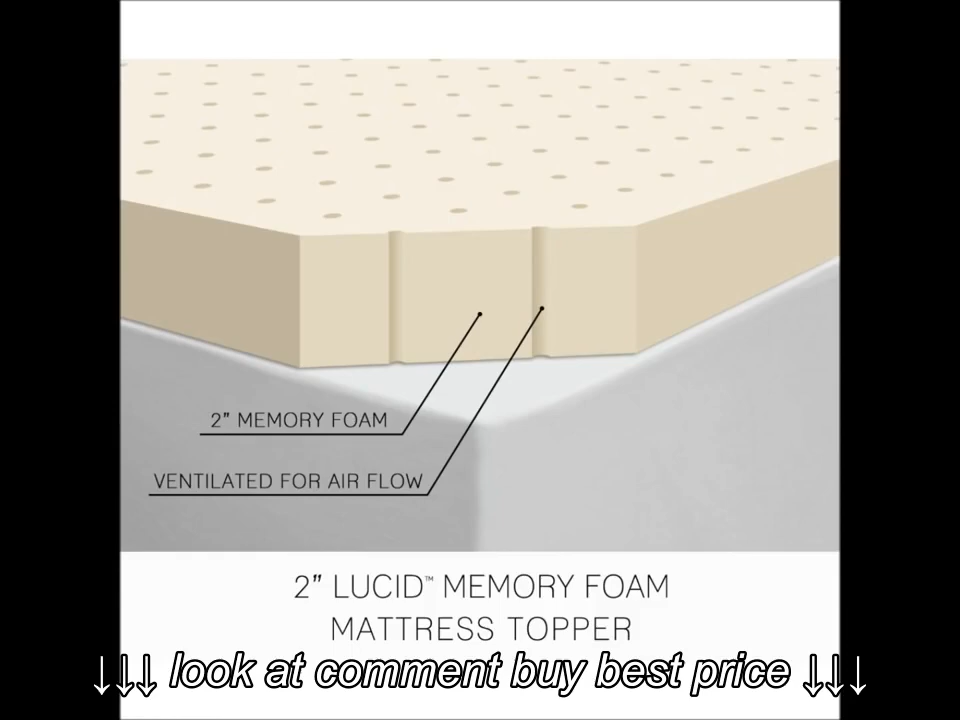 2” MEMORY FOAM
VENTILATED FOR AIR FLOW
2” LUCID™ MEMORY FOAM
MATTRESS TOPPER
↓↓↓ look at comment buy best price ↓↓↓